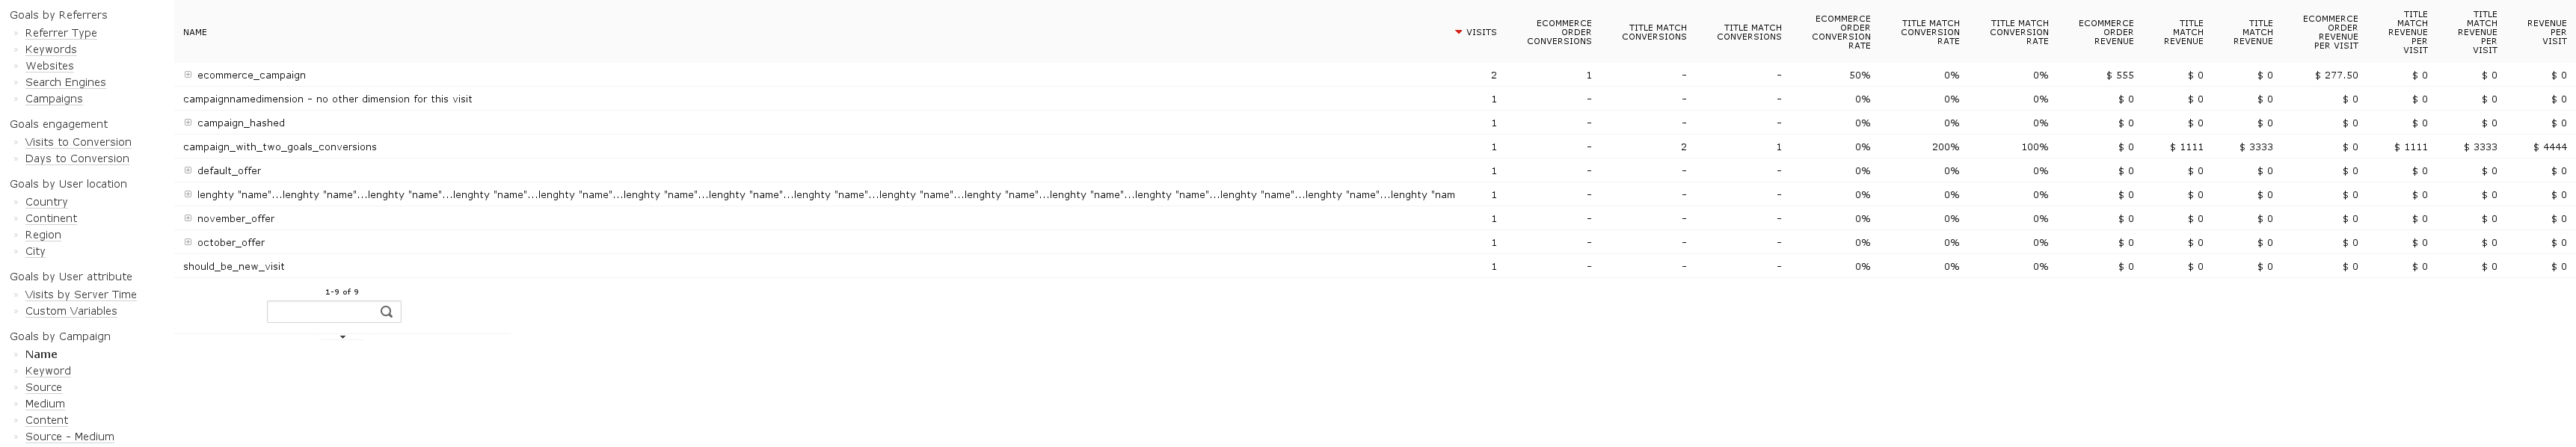 Goals by Referrers
Referrer Type
Keywords
Websites
Search Engines
Campaigns
Goals engagement
Visits to Conversion
Days to Conversion
Goals by User location
Country
Continent
Region
City
Goals by User attribute
Visits by Server Time
Custom Variables
Goals by Campaign
Name
Keyword
Source
Medium
Content
Source - Medium
NAME VISITS ECOMMERCE ORDER CONVERSIONS TITLE MATCH CONVERSIONS TITLE MATCH CONVERSIONS ECOMMERCE ORDER CONVERSION RATE TITLE MATCH CONVERSION RATE TITLE MATCH CONVERSION RATE ECOMMERCE ORDER REVENUE TITLE MATCH REVENUE TITLE MATCH REVENUE ECOMMERCE ORDER REVENUE PER VISIT TITLE MATCH REVENUE PER VISIT TITLE MATCH REVENUE PER VISIT REVENUE PER VISIT
ecommerce_campaign 2 1 - - 50% 0% 0% $ 555 $ 0 $ 0 $ 277.50 $ 0 $ 0 $ 0
campaignnamedimension - no other dimension for this visit 1 - - - 0% 0% 0% $ 0 $ 0 $ 0 $ 0 $ 0 $ 0 $ 0
campaign_hashed 1 - - - 0% 0% 0% $ 0 $ 0 $ 0 $ 0 $ 0 $ 0 $ 0
campaign_with_two_goals_conversions 1 - 2 1 0% 200% 100% $ 0 $ 1111 $ 3333 $ 0 $ 1111 $ 3333 $ 4444
default_offer 1 - - - 0% 0% 0% $ 0 $ 0 $ 0 $ 0 $ 0 $ 0 $ 0
lenghty "name"...lenghty "name"...lenghty "name"...lenghty "name"...lenghty "name"...lenghty "name"...lenghty "name"...lenghty "name"...lenghty "name"...lenghty "name"...lenghty "name"...lenghty "name"...lenghty "name"...lenghty "name"...lenghty "nam 1 - - - 0% 0% 0% $ 0 $ 0 $ 0 $ 0 $ 0 $ 0 $ 0
november_offer 1 - - - 0% 0% 0% $ 0 $ 0 $ 0 $ 0 $ 0 $ 0 $ 0
october_offer 1 - - - 0% 0% 0% $ 0 $ 0 $ 0 $ 0 $ 0 $ 0 $ 0
should_be_new_visit 1 - - - 0% 0% 0% $ 0 $ 0 $ 0 $ 0 $ 0 $ 0 $ 0
1-9 of 9